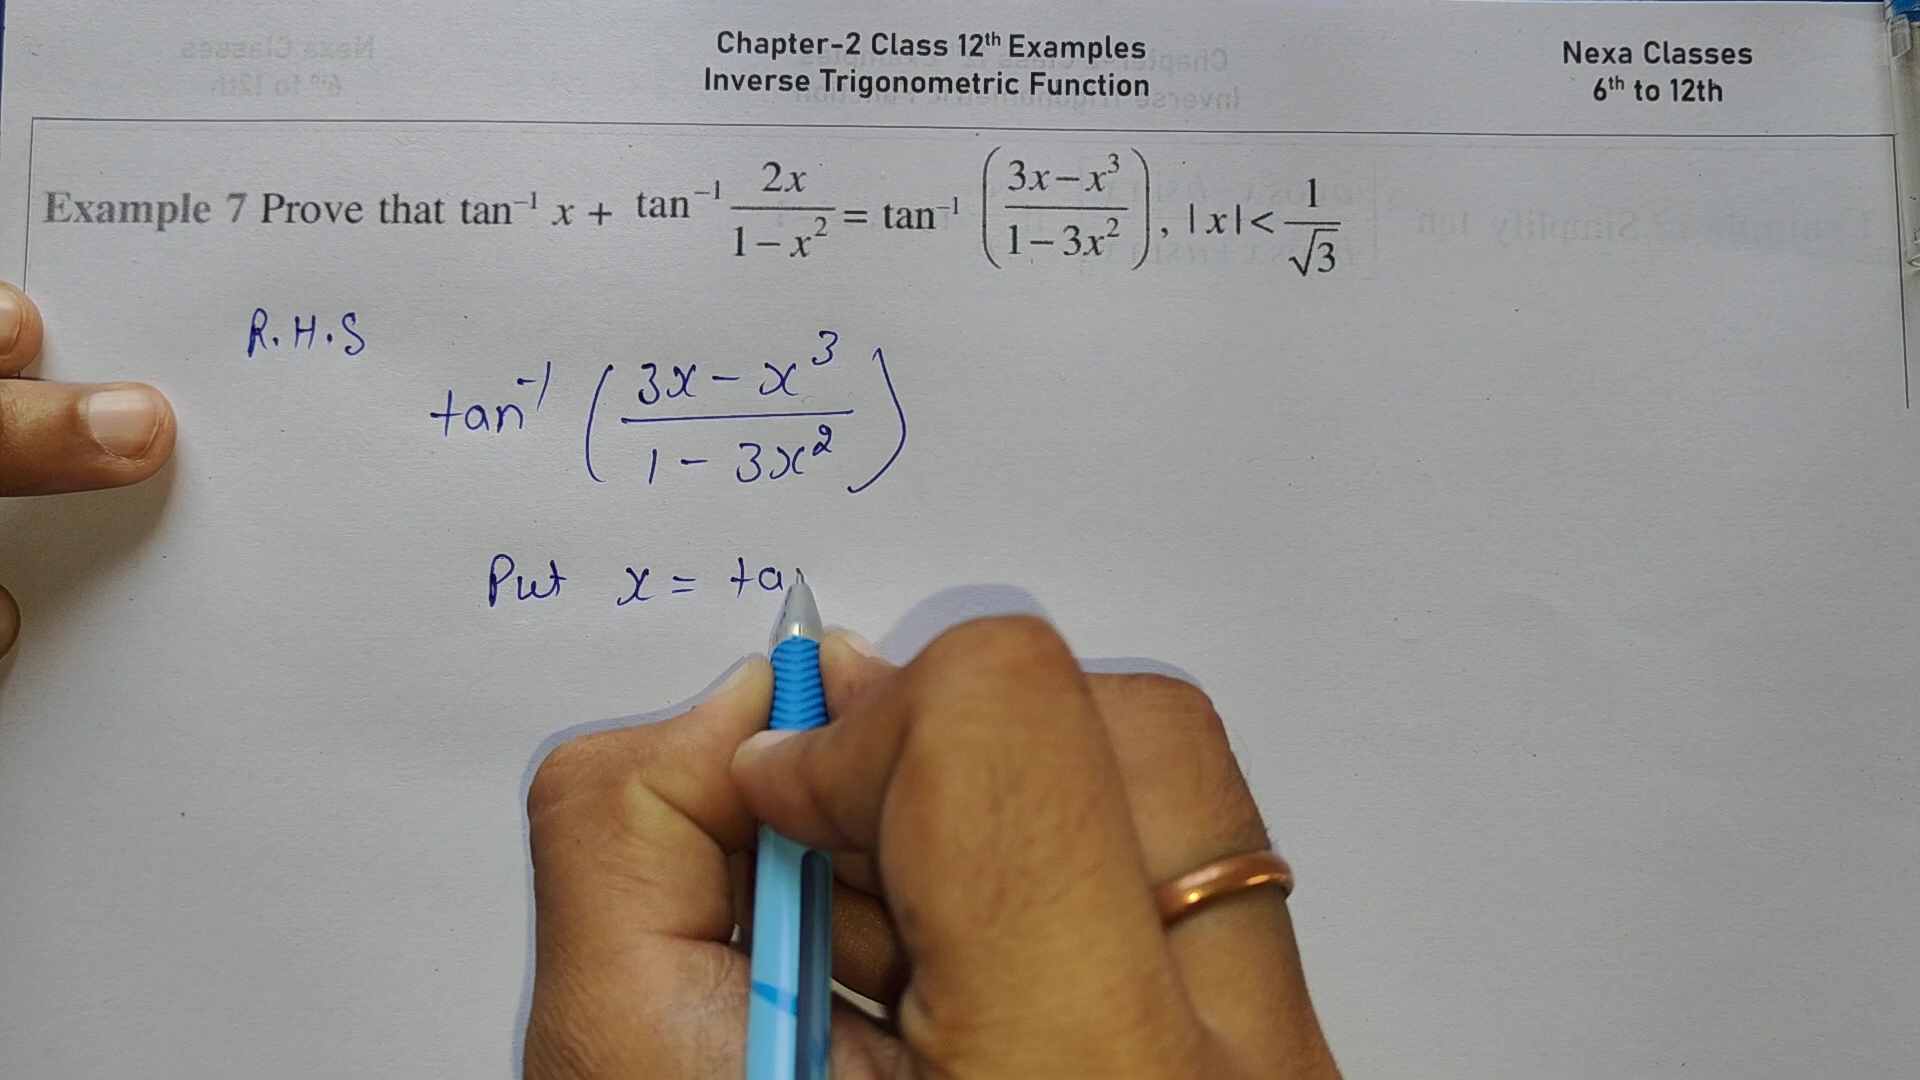 Chapter-2 Class 12th Examples
Inverse Trigonometric Function
Nexa Classes
6th to 12th
Example 7 Prove that tan⁻¹ x + tan⁻¹ 2x/(1−x²) = tan⁻¹ ((3x−x³)/(1−3x²)), |x| < 1/√3
R.H.S
tan⁻¹ ((3x − x³)/(1 − 3x²))
Put x = ta